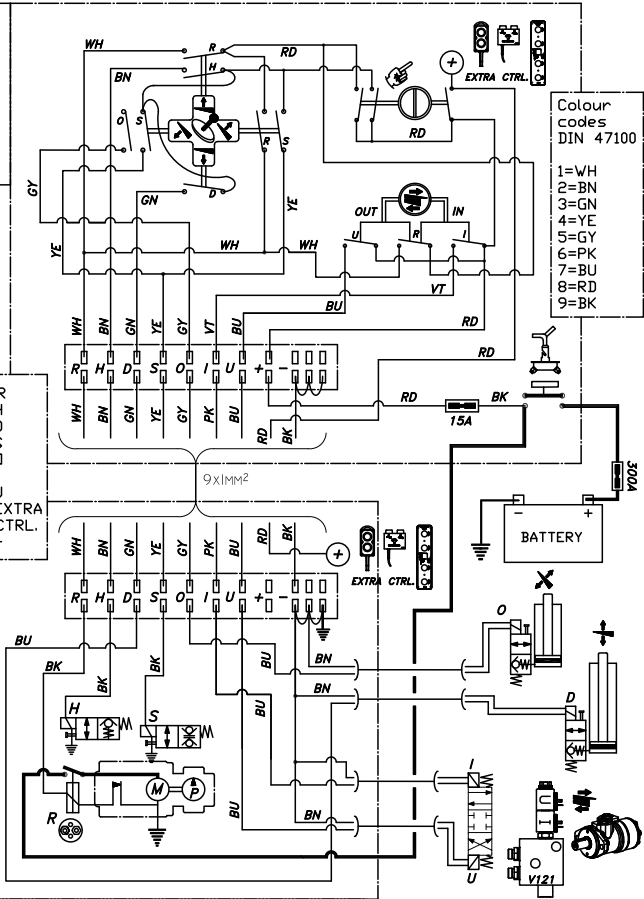 WH
R
RD
H
BN
O
S
R
S
D
GY
GN
YE
YE
WH
WH
RD
EXTRA CTRL.
+
OUT
IN
U
R
I
VT
BU
RD
RD
Colour
codes
DIN 47100
1=WH
2=BN
3=GN
4=YE
5=GY
6=PK
7=BU
8=RD
9=BK
WH BN GN YE GY VT BU
R H D S O I U + -
WH BN GN YE GY PK BU RD BK
RD
15A
BK
300A
- +
BATTERY
R
U
EXTRA
CTRL.
9x1MM²
WH BN GN YE GY PK BU RD BK
+
EXTRA CTRL.
R H D S O I U + -
BU
BK
BK
BK
BU
BU
BU
BN
BN
BN
H
S
M
P
R
O
D
I
U
U
I
V121